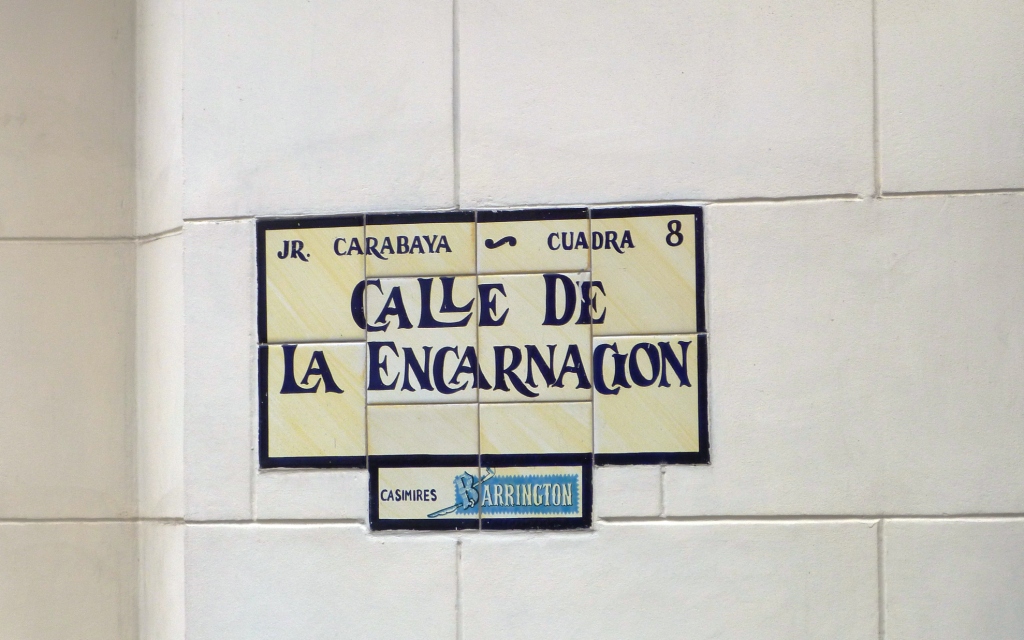 JR. CARABAYA ~ CUADRA 8
CALLE DE
LA ENCARNACION
CASIMIRES BARRINGTON